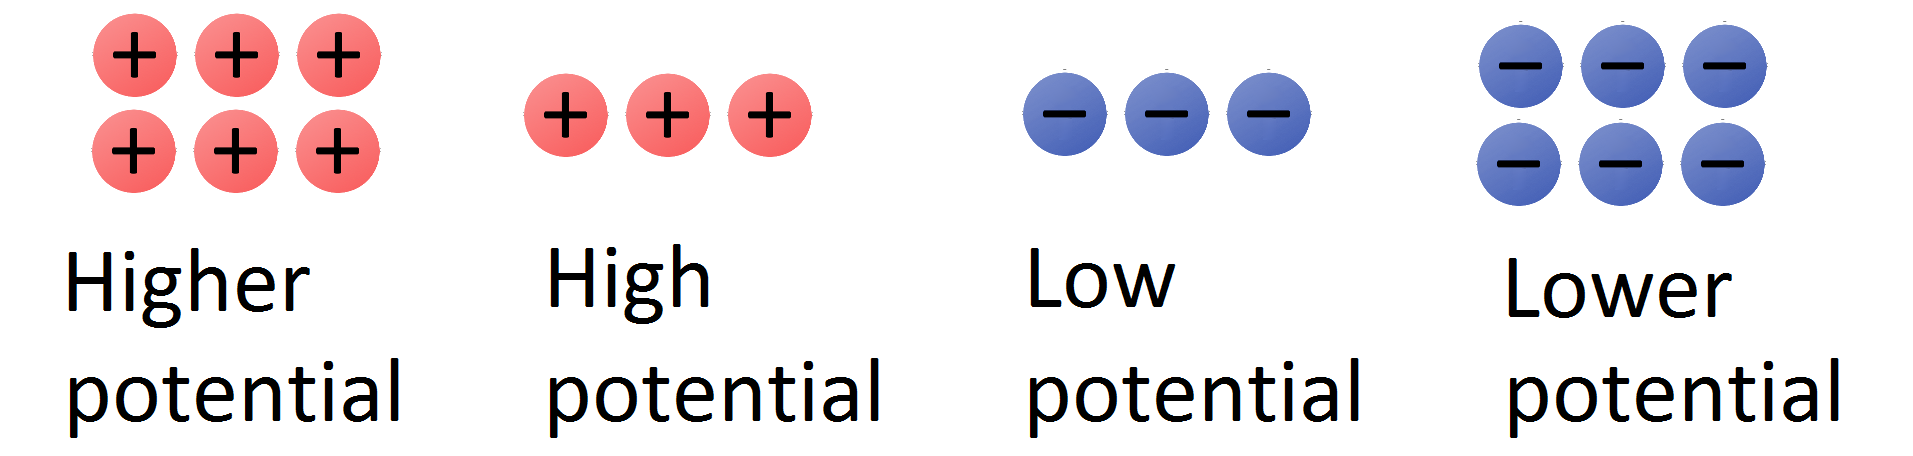 + + +
+ + +
+ + +
− − −
− − −
− − −
Higher potential
High potential
Low potential
Lower potential